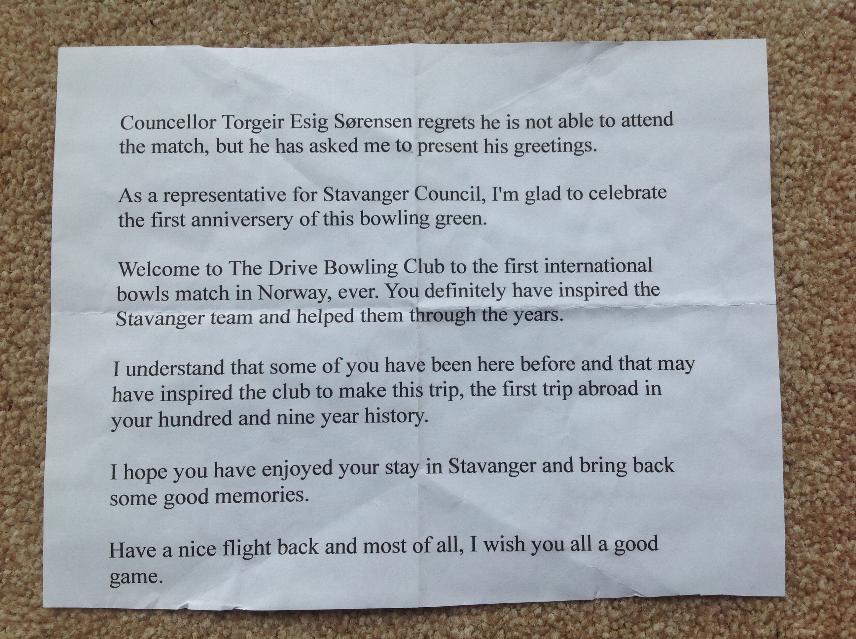 Councellor Torgeir Esig Sørensen regrets he is not able to attend
the match, but he has asked me to present his greetings.
As a representative for Stavanger Council, I'm glad to celebrate
the first anniversery of this bowling green.
Welcome to The Drive Bowling Club to the first international
bowls match in Norway, ever. You definitely have inspired the
Stavanger team and helped them through the years.
I understand that some of you have been here before and that may
have inspired the club to make this trip, the first trip abroad in
your hundred and nine year history.
I hope you have enjoyed your stay in Stavanger and bring back
some good memories.
Have a nice flight back and most of all, I wish you all a good
game.